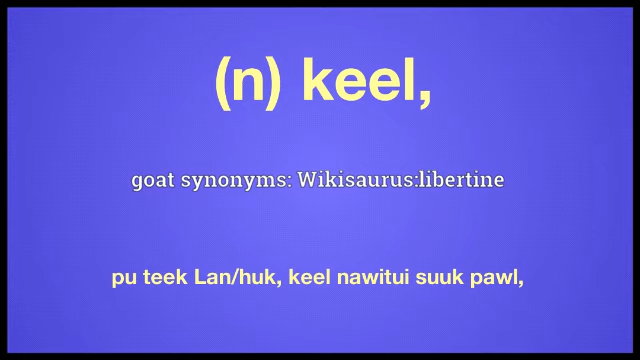 (n) keel,
goat synonyms: Wikisaurus:libertine
pu teek Lan/huk, keel nawitui suuk pawl,